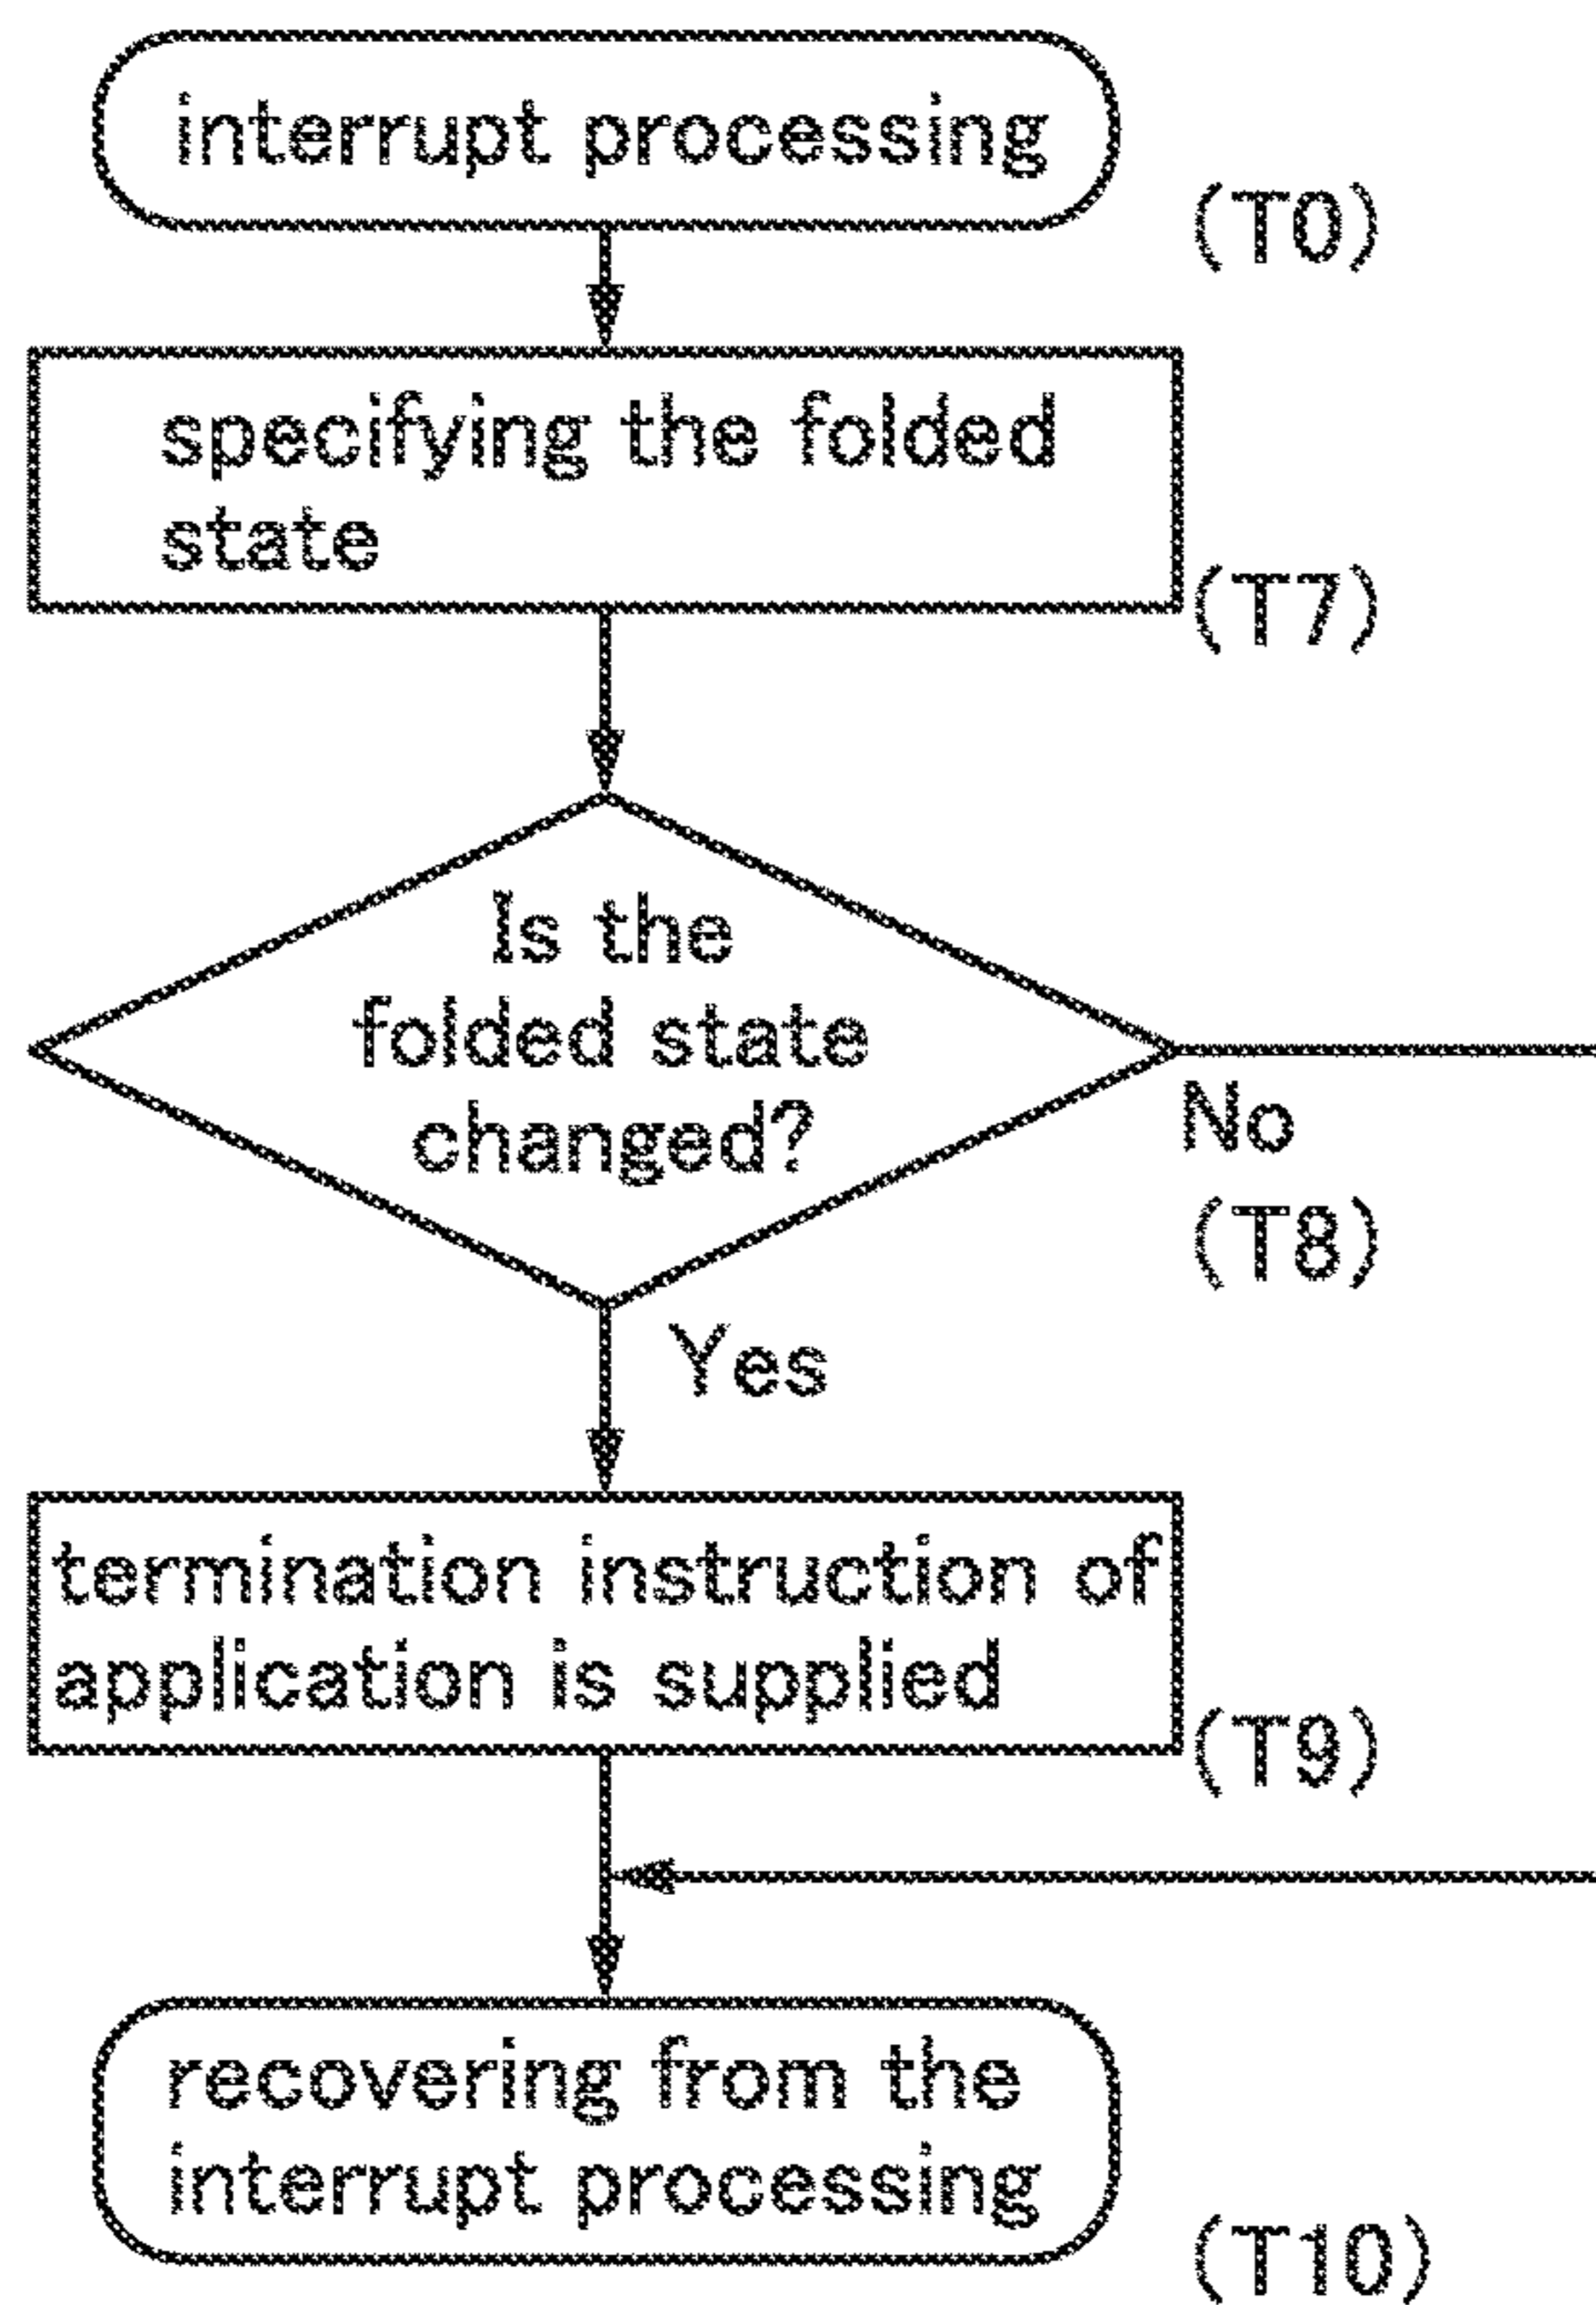 interrupt processing
(T0)
specifying the folded
state
(T7)
Is the
folded state
changed?
No
(T8)
Yes
termination instruction of
application is supplied
(T9)
recovering from the
interrupt processing
(T10)